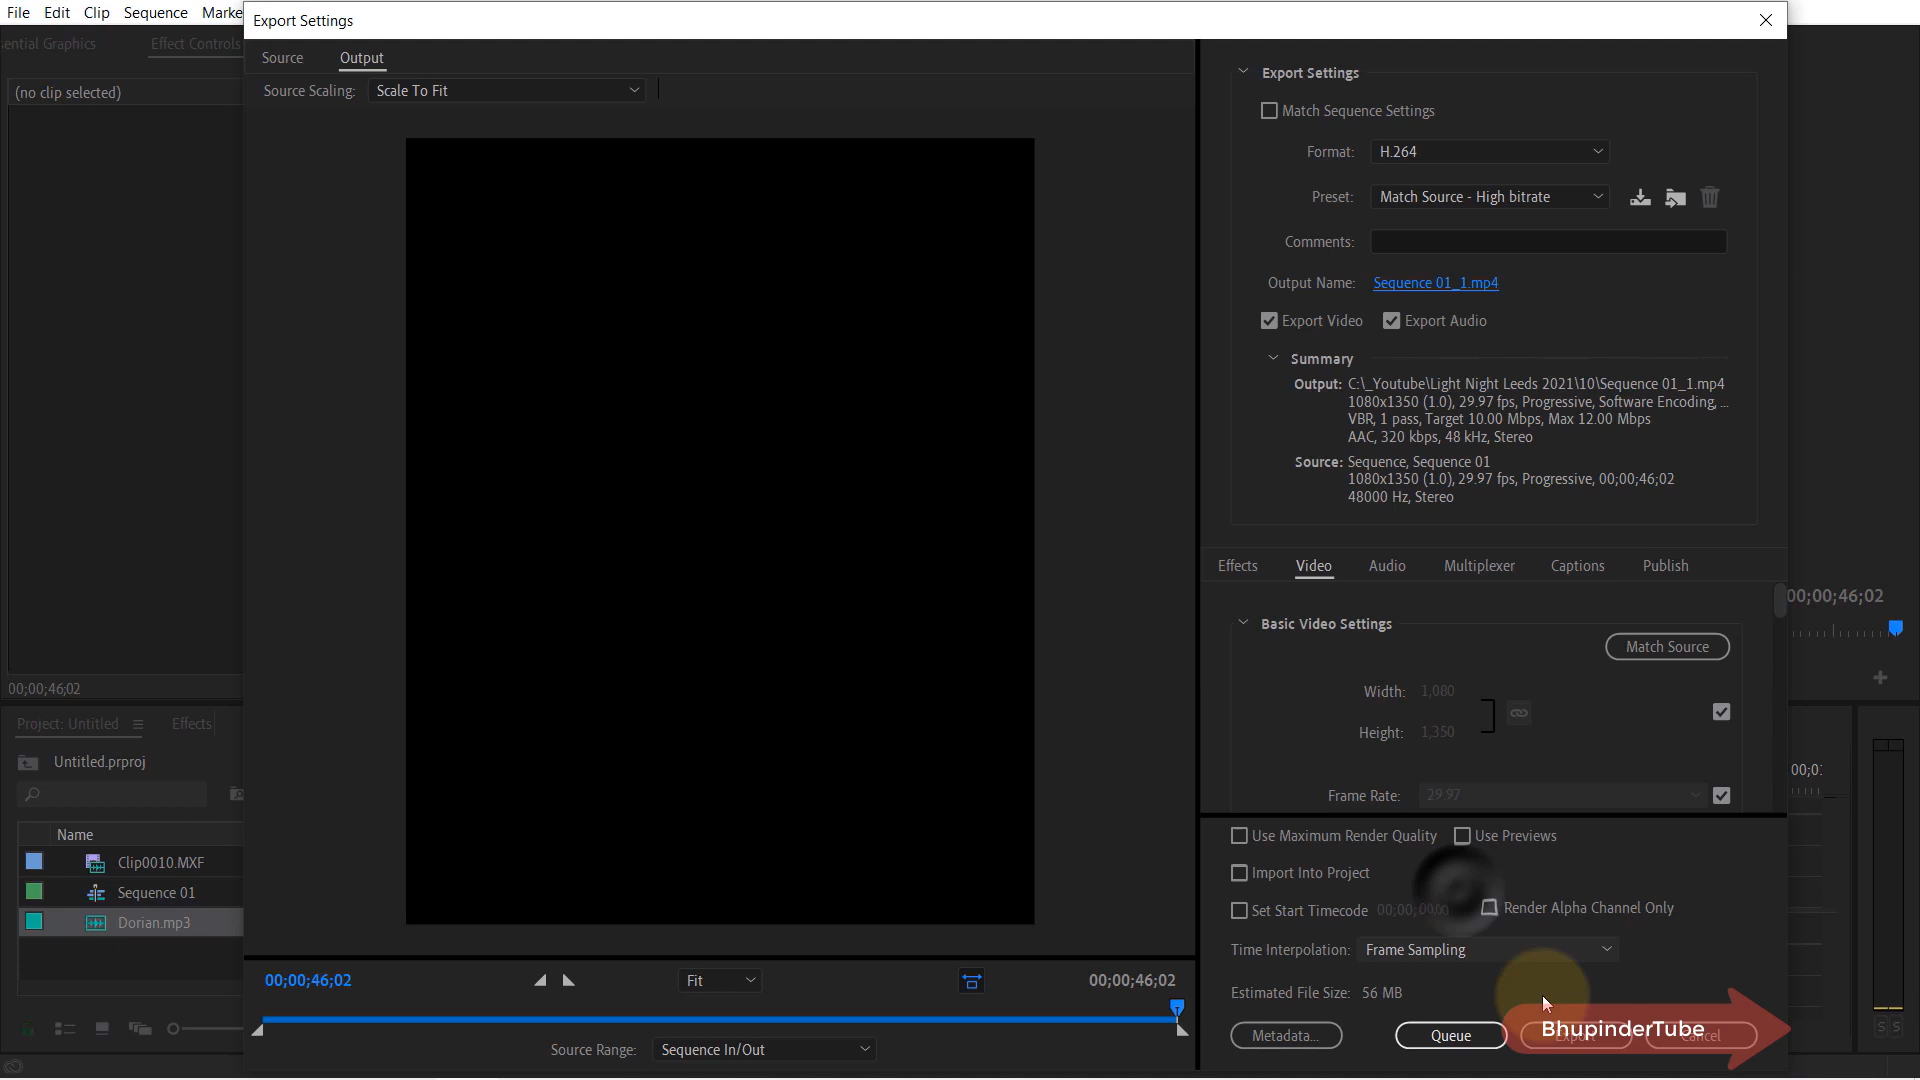 File Edit Clip Sequence Marke
Export Settings
ential Graphics
Effect Controls
(no clip selected)
00;00;46;02
Project: Untitled
Effects
Untitled.prproj
Name
Clip0010.MXF
Sequence 01
Dorian.mp3
Source
Output
Source Scaling:
Scale To Fit
00;00;46;02
Fit
00;00;46;02
Source Range:
Sequence In/Out
Export Settings
Match Sequence Settings
Format:
H.264
Preset:
Match Source - High bitrate
Comments:
Output Name:
Sequence 01_1.mp4
Export Video
Export Audio
Summary
Output: C:\_Youtube\Light Night Leeds 2021\10\Sequence 01_1.mp4
1080x1350 (1.0), 29.97 fps, Progressive, Software Encoding, ...
VBR, 1 pass, Target 10.00 Mbps, Max 12.00 Mbps
AAC, 320 kbps, 48 kHz, Stereo
Source: Sequence, Sequence 01
1080x1350 (1.0), 29.97 fps, Progressive, 00;00;46;02
48000 Hz, Stereo
Effects
Video
Audio
Multiplexer
Captions
Publish
Basic Video Settings
Match Source
Width: 1,080
Height: 1,350
Frame Rate: 29.97
Use Maximum Render Quality
Use Previews
Import Into Project
Set Start Timecode 00;00;00;00
Render Alpha Channel Only
Time Interpolation: Frame Sampling
Estimated File Size: 56 MB
Metadata...
Queue
Export
Cancel
BhupinderTube
00;00;46;02
00;0
S S